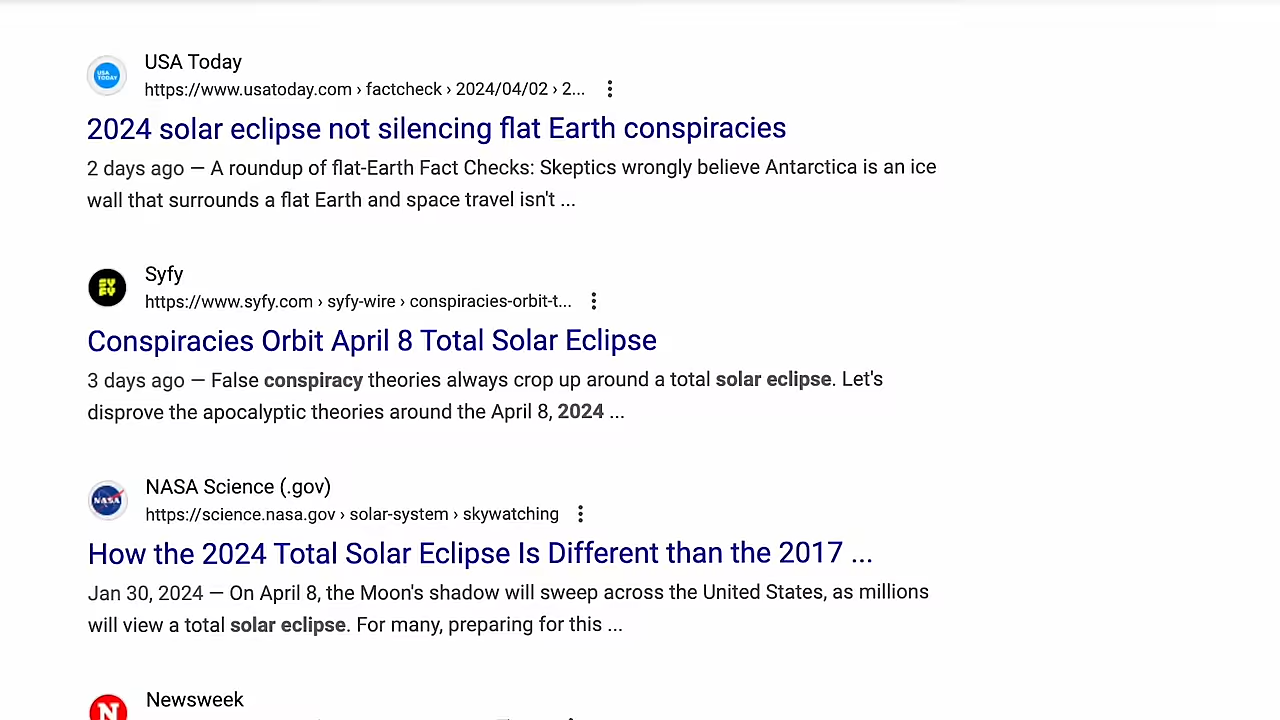 USA Today
https://www.usatoday.com › factcheck › 2024/04/02 › 2...
2024 solar eclipse not silencing flat Earth conspiracies
2 days ago — A roundup of flat-Earth Fact Checks: Skeptics wrongly believe Antarctica is an ice
wall that surrounds a flat Earth and space travel isn't ...
Syfy
https://www.syfy.com › syfy-wire › conspiracies-orbit-t...
Conspiracies Orbit April 8 Total Solar Eclipse
3 days ago — False conspiracy theories always crop up around a total solar eclipse. Let's
disprove the apocalyptic theories around the April 8, 2024 ...
NASA Science (.gov)
https://science.nasa.gov › solar-system › skywatching
How the 2024 Total Solar Eclipse Is Different than the 2017 ...
Jan 30, 2024 — On April 8, the Moon's shadow will sweep across the United States, as millions
will view a total solar eclipse. For many, preparing for this ...
Newsweek